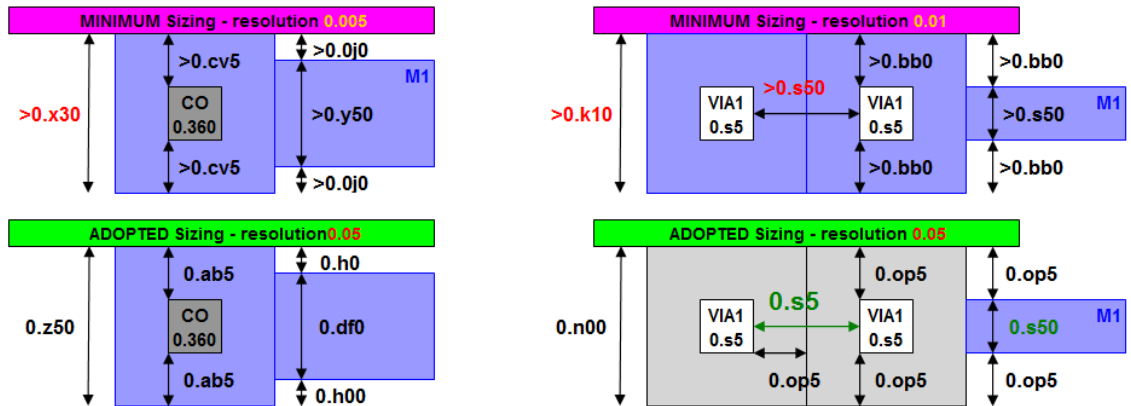 MINIMUM Sizing - resolution 0.005
>0.x30
>0.cv5
CO
0.360
>0.cv5
>0.0j0
M1
>0.y50
>0.0j0
MINIMUM Sizing - resolution 0.01
>0.k10
VIA1
0.s5
>0.s50
>0.bb0
VIA1
0.s5
>0.bb0
>0.bb0
M1
>0.s50
>0.bb0
ADOPTED Sizing - resolution0.05
0.z50
0.ab5
CO
0.360
0.ab5
0.h0
0.df0
0.h00
ADOPTED Sizing - resolution 0.05
0.n00
VIA1
0.s5
0.s5
0.op5
0.op5
VIA1
0.s5
0.op5
0.op5
M1
0.s50
0.op5